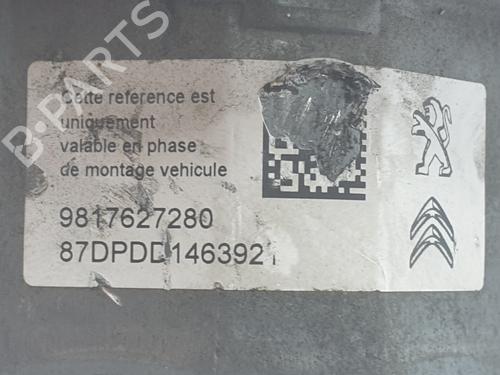 Cette reference est
uniquement
valable en phase
de montage vehicule
9817627280
87DPDD1463921
B-PARTS